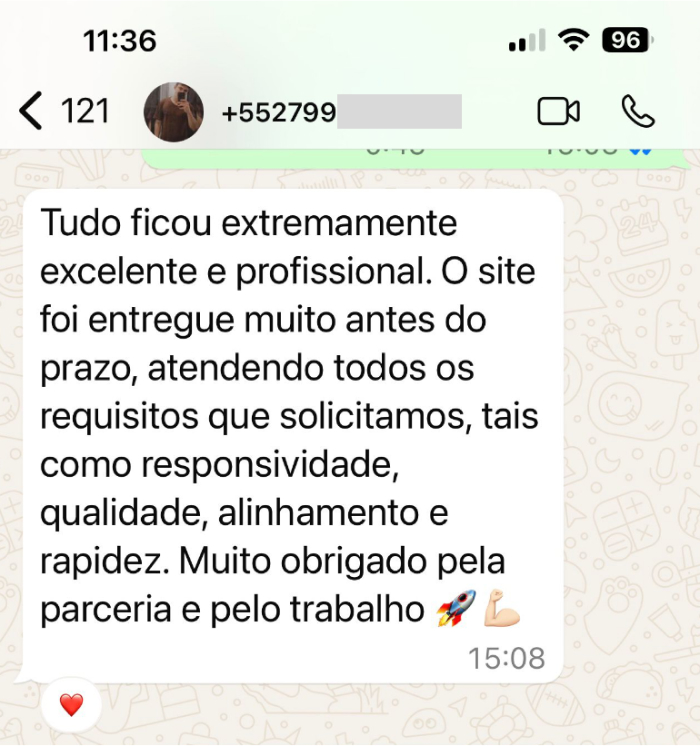 11:36
96
121
+552799
Tudo ficou extremamente
excelente e profissional. O site
foi entregue muito antes do
prazo, atendendo todos os
requisitos que solicitamos, tais
como responsividade,
qualidade, alinhamento e
rapidez. Muito obrigado pela
parceria e pelo trabalho 🚀💪🏻
15:08
❤️